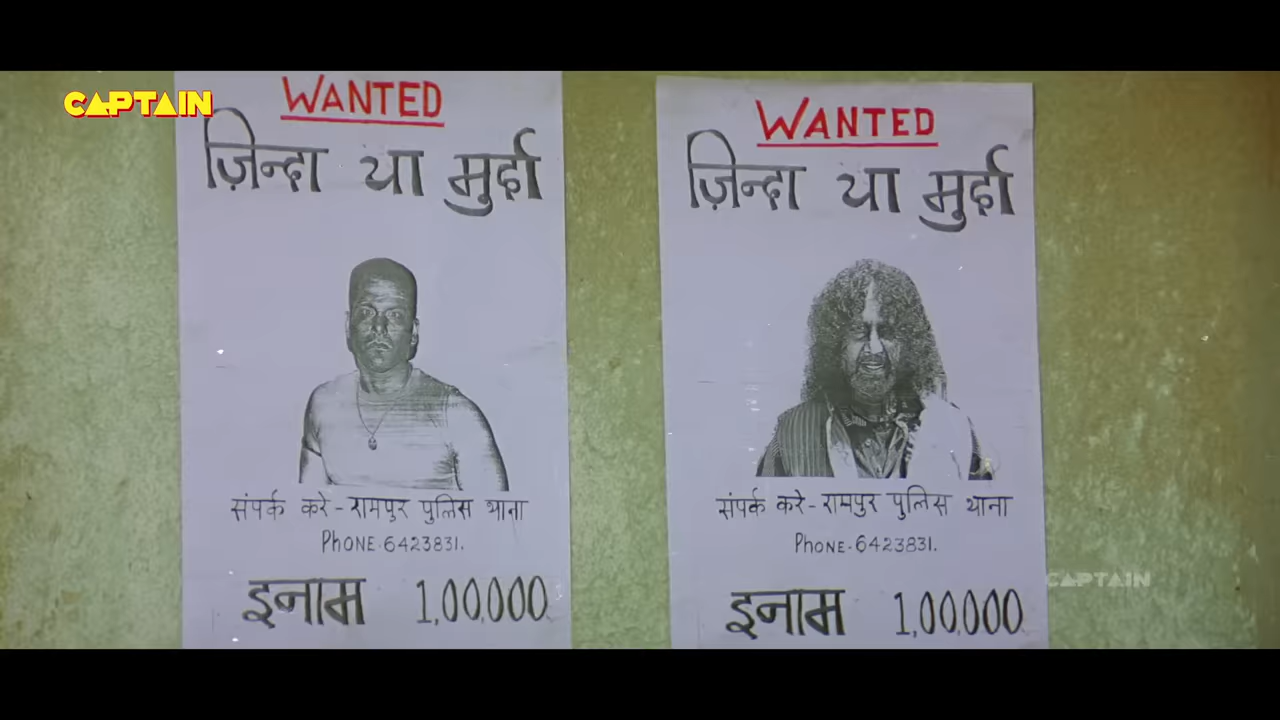 CAPTAIN
WANTED
ज़िन्दा या मुर्दा
संपर्क करे - रामपुर पुलिस थाना
PHONE-6423831.
इनाम 1,00,000
WANTED
ज़िन्दा या मुर्दा
संपर्क करे - रामपुर पुलिस थाना
PHONE-6423831.
इनाम 1,00,000
CAPTAIN